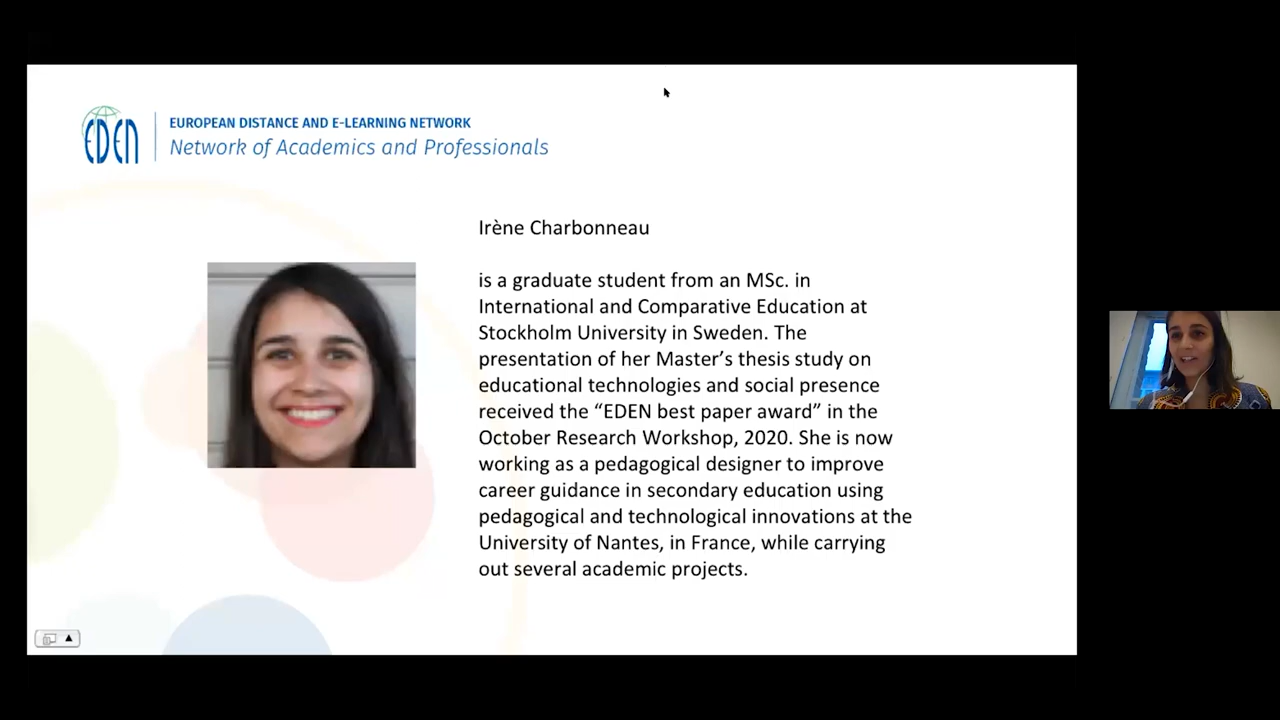 EDEN
EUROPEAN DISTANCE AND E-LEARNING NETWORK
Network of Academics and Professionals
Irène Charbonneau
is a graduate student from an MSc. in
International and Comparative Education at
Stockholm University in Sweden. The
presentation of her Master’s thesis study on
educational technologies and social presence
received the “EDEN best paper award” in the
October Research Workshop, 2020. She is now
working as a pedagogical designer to improve
career guidance in secondary education using
pedagogical and technological innovations at the
University of Nantes, in France, while carrying
out several academic projects.